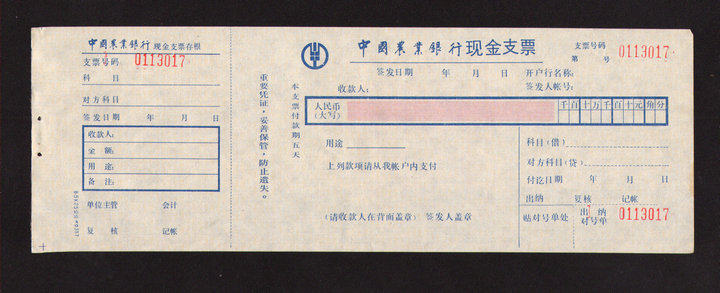 中國农業銀行现金支票存根
支票号码 0113017
科 目
对方科目
签发日期 年 月 日
收款人:
金 额:
用 途:
备 注:
单位主管 会计
复 核 记帐
重要凭证,妥善保管,防止遗失。
本支票付款期五天
中國农業銀行现金支票
支票号码
第 号 0113017
签发日期 年 月 日 开户行名称:
收款人: 签发人帐号:
人民币
(大写)
千百十万千百十元角分
用途
上列款项请从我帐户内支付
(请收款人在背面盖章) 签发人盖章
科目(借)
对方科目(贷)
付讫日期 年 月 日
出纳 复核 记帐
贴对号单处 出 纳 对号单 0113017